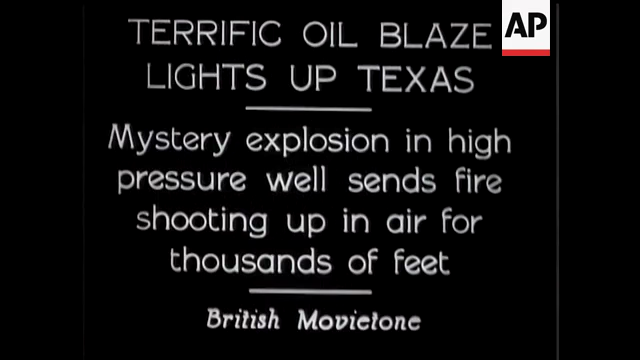 AP
TERRIFIC OIL BLAZE
LIGHTS UP TEXAS
Mystery explosion in high
pressure well sends fire
shooting up in air for
thousands of feet
British Movietone